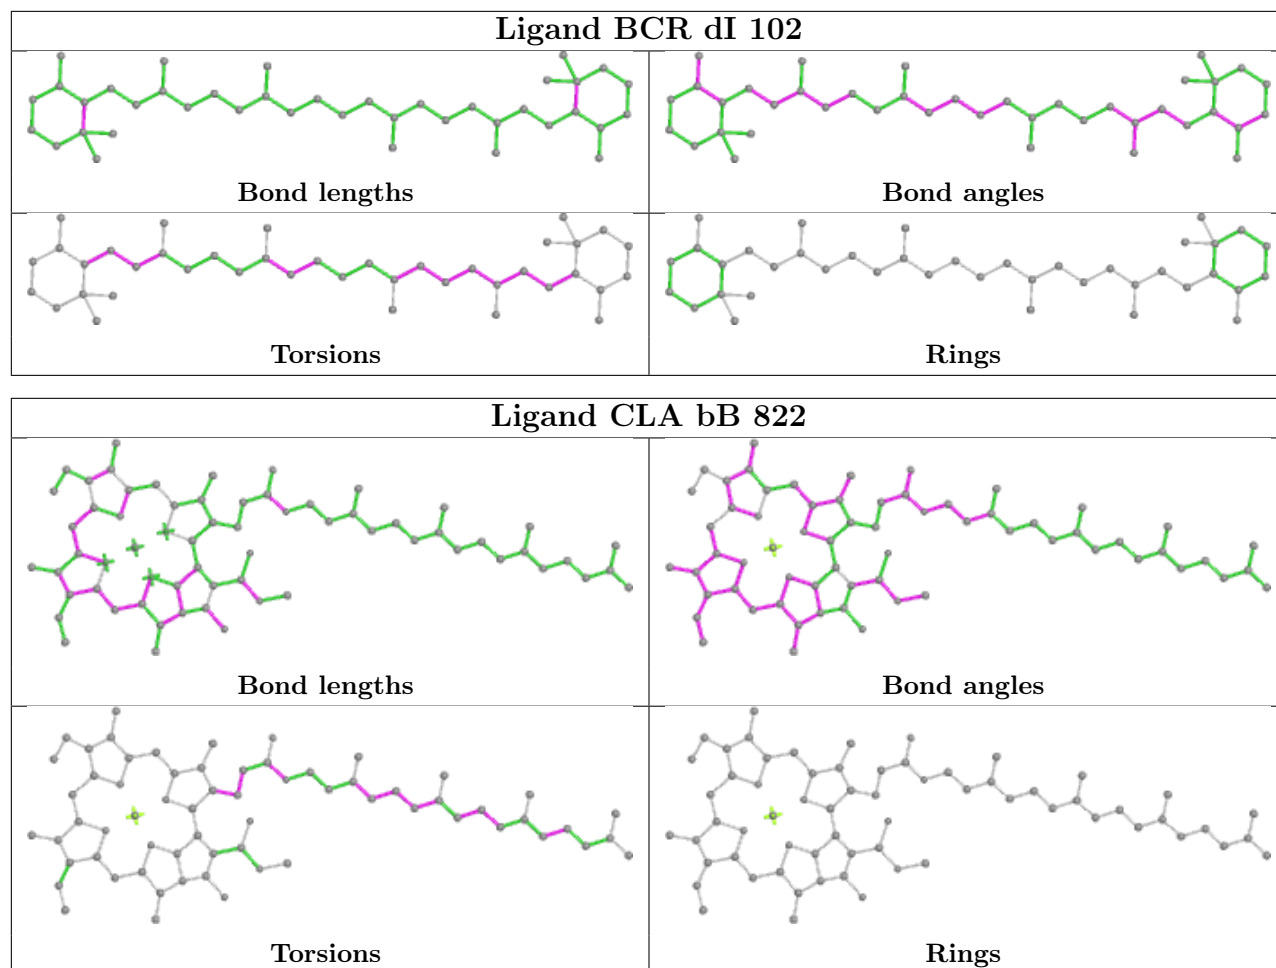 Ligand BCR dI 102
Bond lengths
Bond angles
Torsions
Rings
Ligand CLA bB 822
Bond lengths
Bond angles
Torsions
Rings